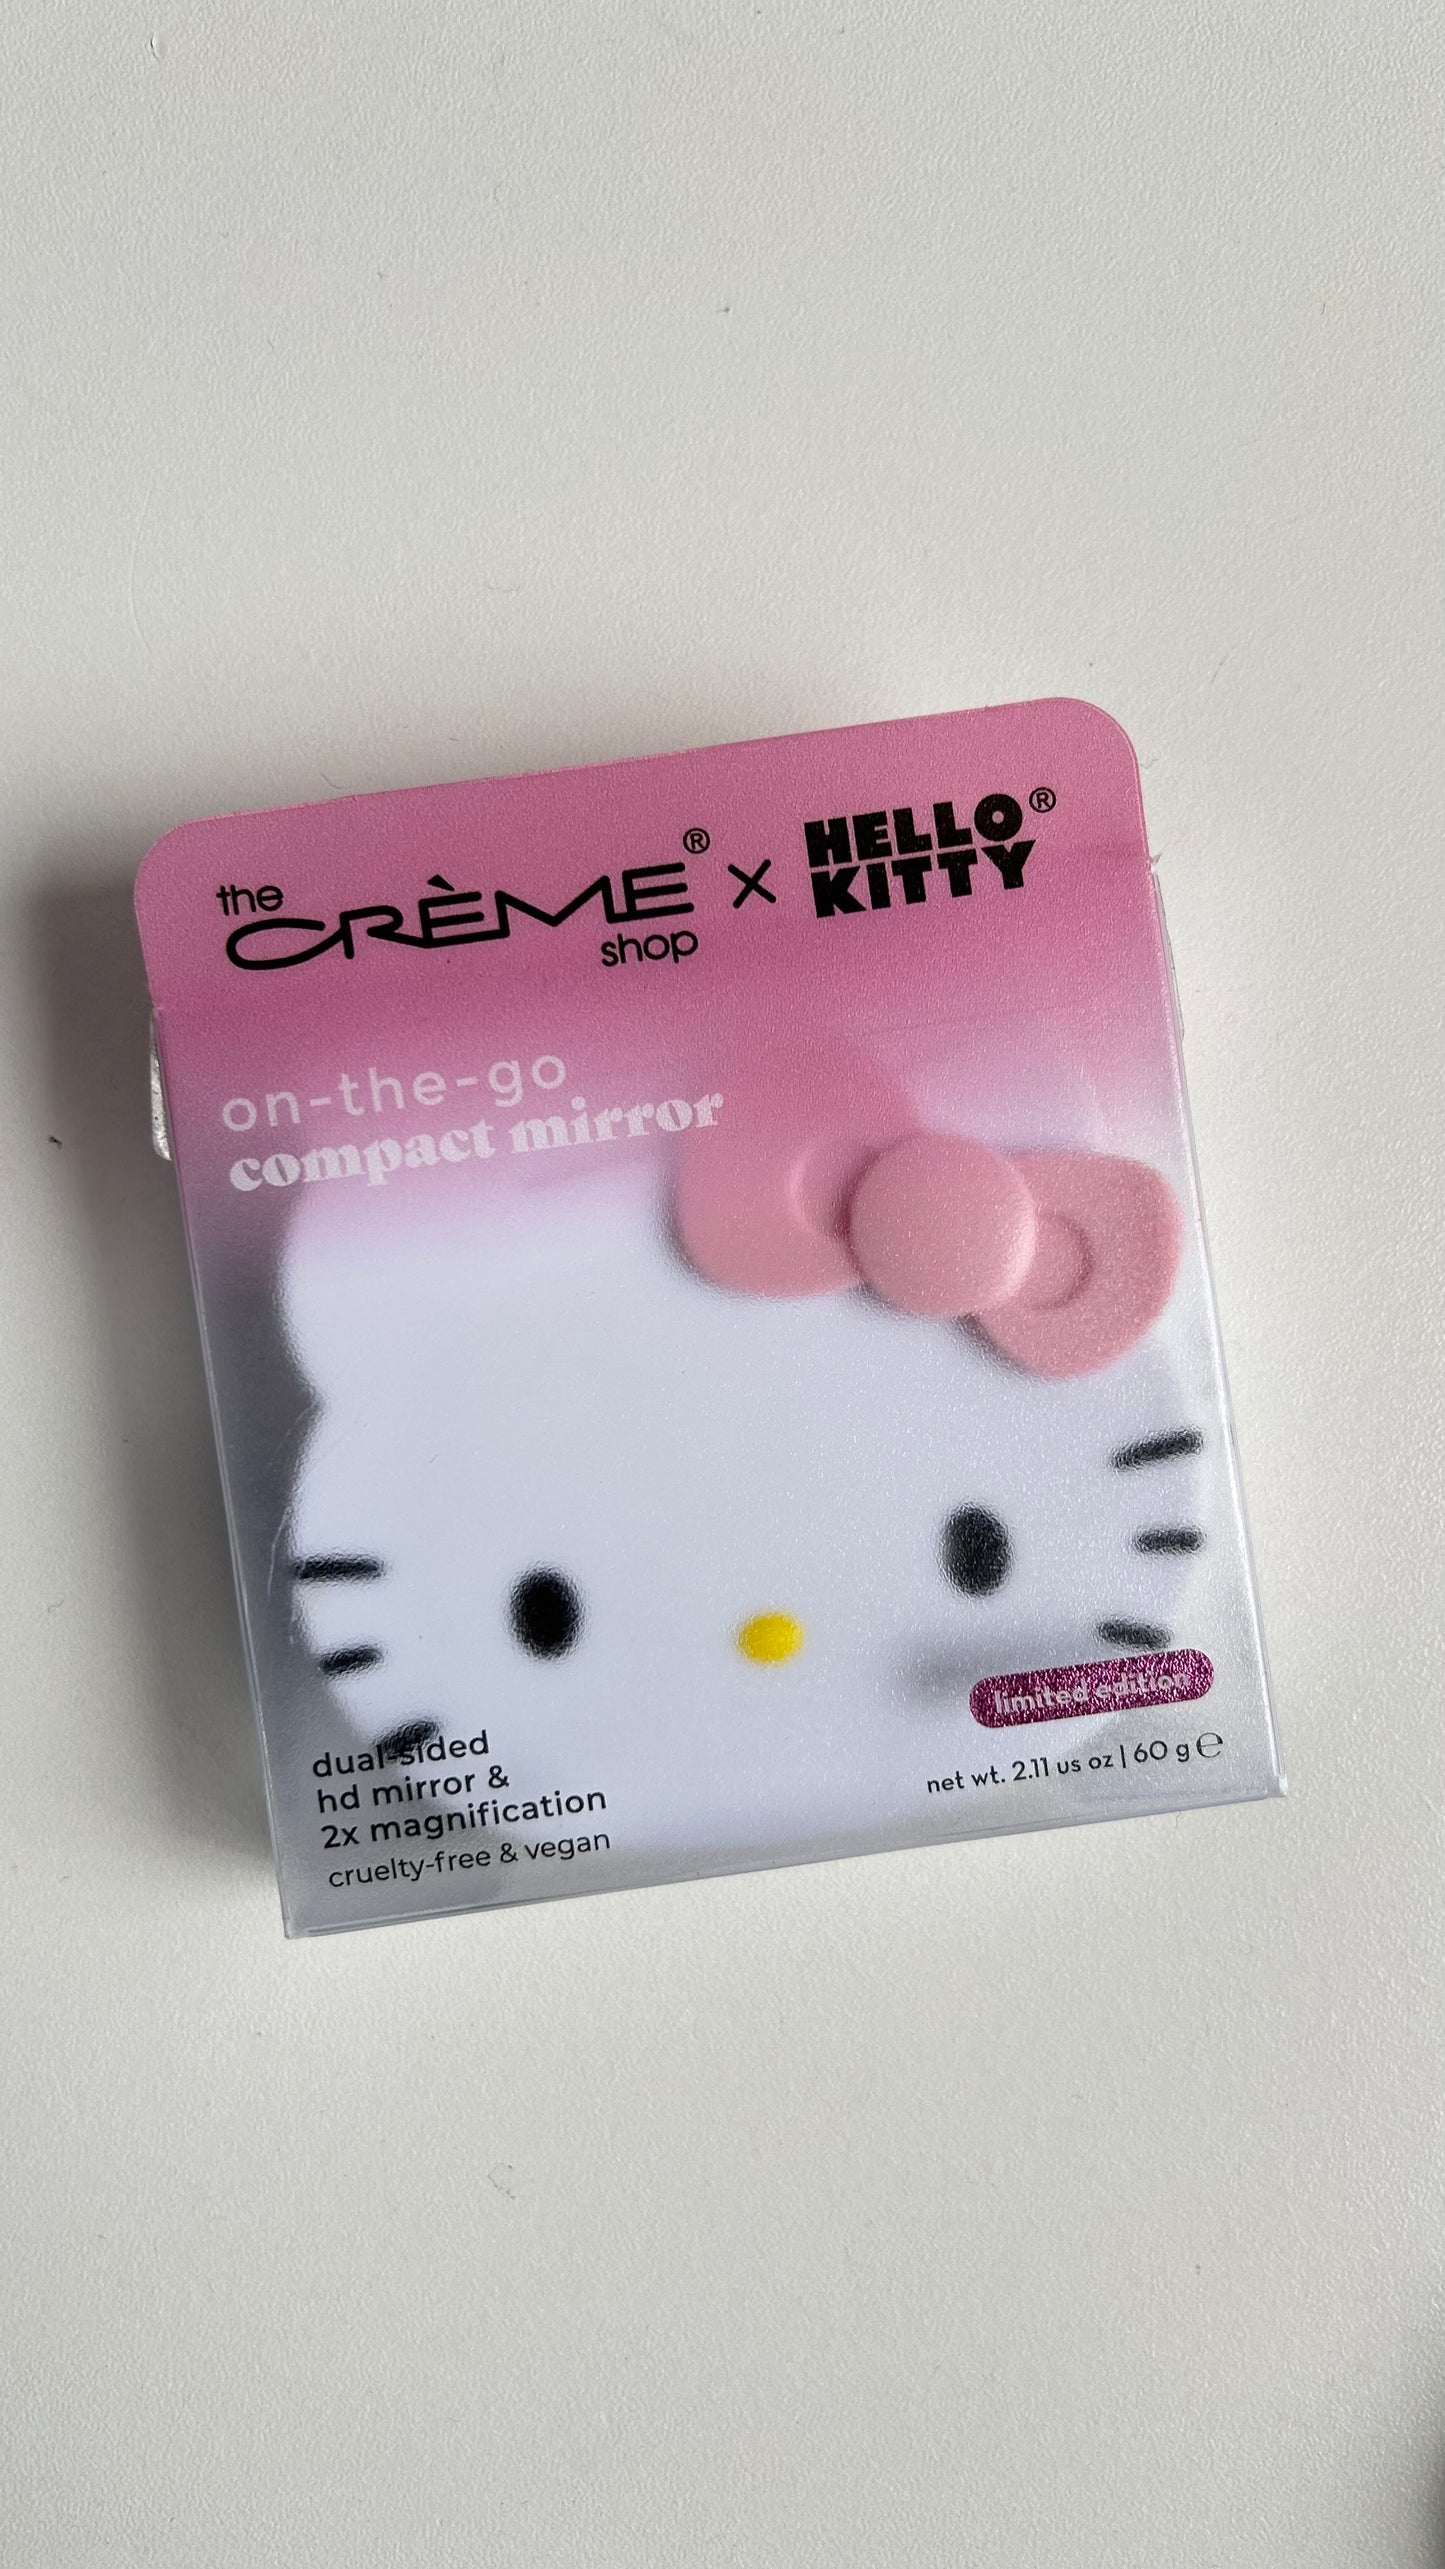 the CRÈME® shop × HELLO KITTY®
on-the-go
compact mirror
limited edition
dual-sided
hd mirror &
2x magnification
cruelty-free & vegan
net wt. 2.11 us oz | 60 g ℮